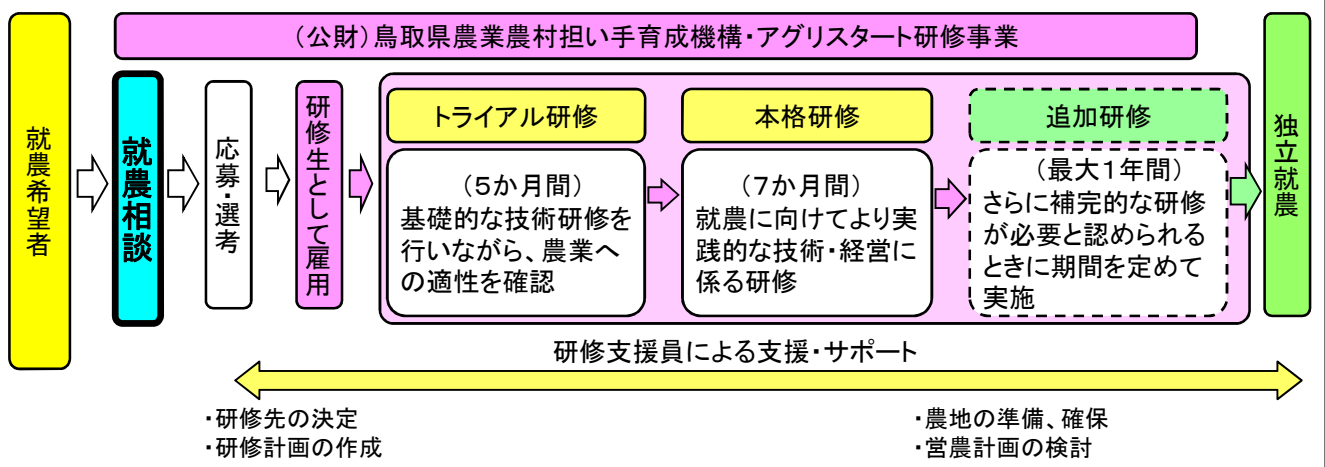 (公財)鳥取県農業農村担い手育成機構・アグリスタート研修事業
就農希望者
就農相談
応募・選考
研修生として雇用
トライアル研修
(5か月間)
基礎的な技術研修を
行いながら、農業へ
の適性を確認
本格研修
(7か月間)
就農に向けてより実
践的な技術・経営に
係る研修
追加研修
(最大1年間)
さらに補完的な研修
が必要と認められる
ときに期間を定めて
実施
独立就農
研修支援員による支援・サポート
・研修先の決定
・研修計画の作成
・農地の準備、確保
・営農計画の検討